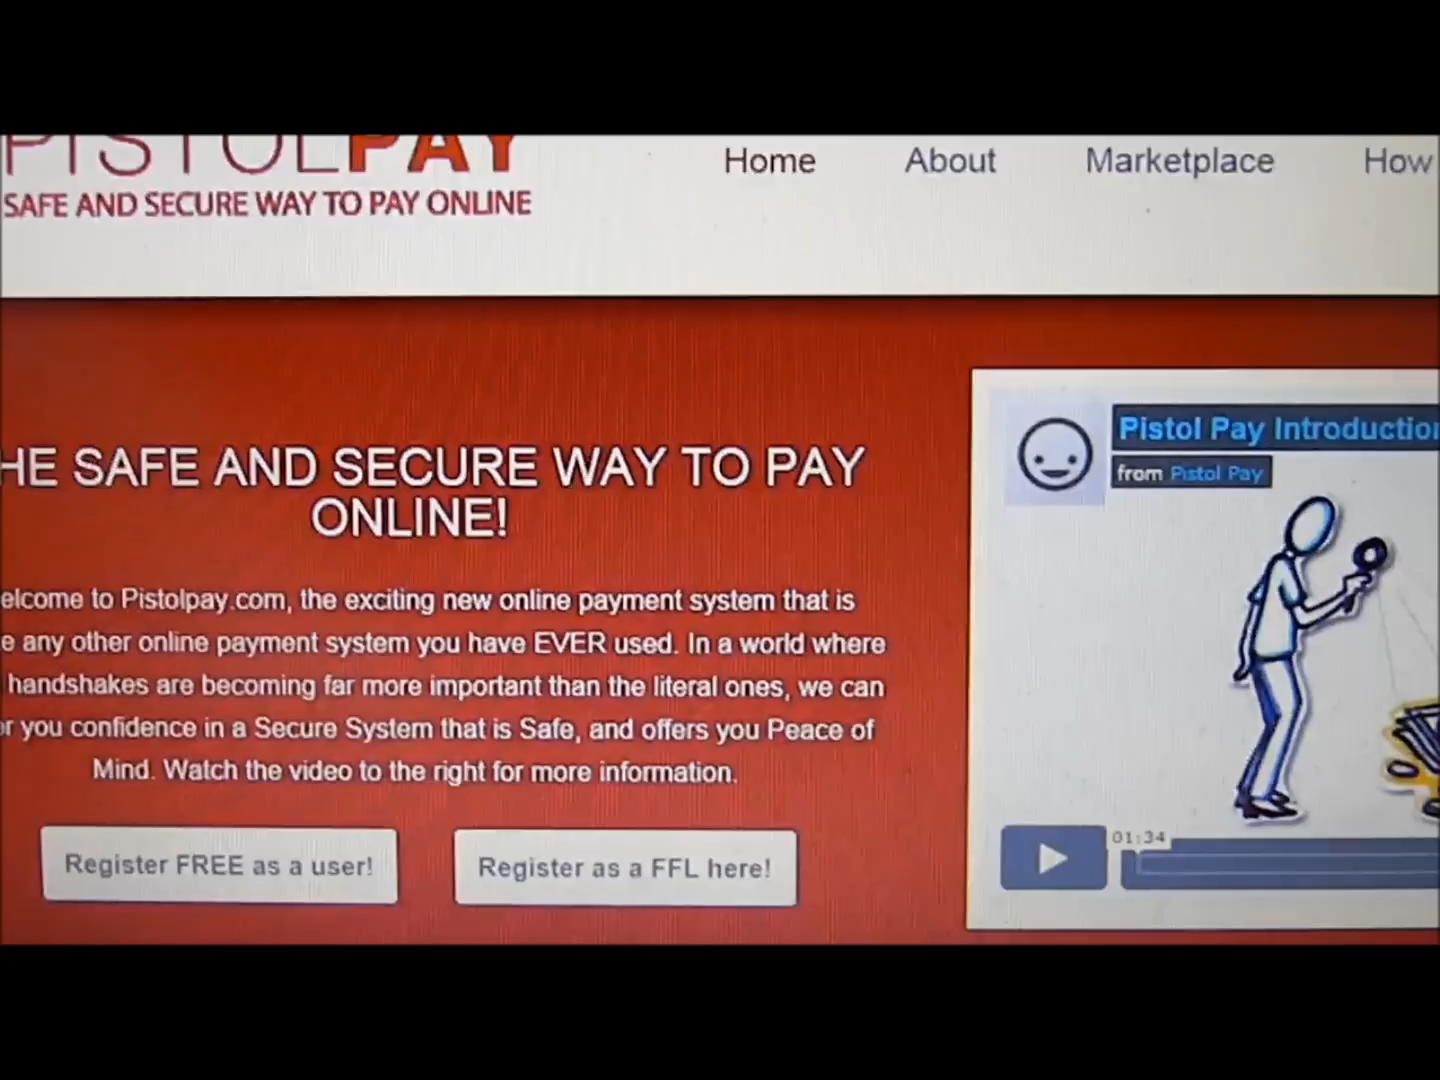 PISTOLPAY
SAFE AND SECURE WAY TO PAY ONLINE
Home About Marketplace How
HE SAFE AND SECURE WAY TO PAY
ONLINE!
elcome to Pistolpay.com, the exciting new online payment system that is
e any other online payment system you have EVER used. In a world where
handshakes are becoming far more important than the literal ones, we can
r you confidence in a Secure System that is Safe, and offers you Peace of
Mind. Watch the video to the right for more information.
Register FREE as a user! Register as a FFL here!
Pistol Pay Introduction
from Pistol Pay
01:34